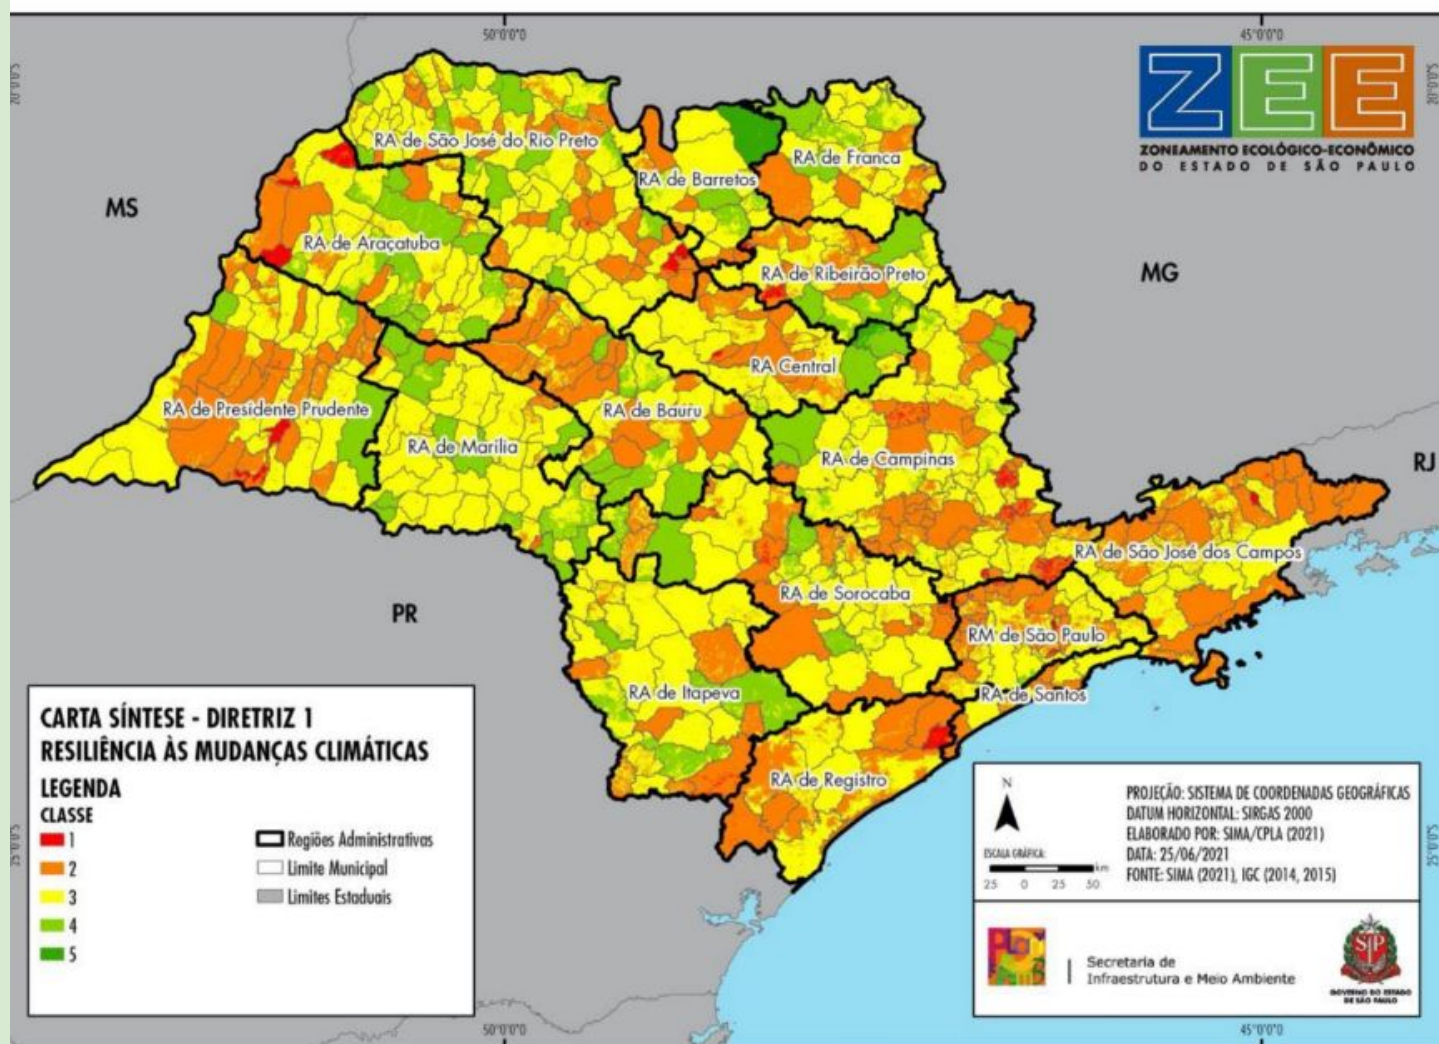 50°0'0"O
45°0'0"O
20°0'0"S
20°0'0"S
ZEE
ZONEAMENTO ECOLÓGICO-ECONÔMICO
DO ESTADO DE SÃO PAULO
MS
MG
RJ
PR
RA de São José do Rio Preto
RA de Franca
RA de Barretos
RA de Araçatuba
RA de Ribeirão Preto
RA Central
RA de Presidente Prudente
RA de Bauru
RA de Marília
RA de Campinas
RA de São José dos Campos
RA de Sorocaba
RM de São Paulo
RA de Itapeva
RA de Santos
RA de Registro
CARTA SÍNTESE - DIRETRIZ 1
RESILIÊNCIA ÀS MUDANÇAS CLIMÁTICAS
LEGENDA
CLASSE
1
2
3
4
5
Regiões Administrativas
Limite Municipal
Limites Estaduais
N
ESCALA GRÁFICA:
km
25 0 25 50
PROJEÇÃO: SISTEMA DE COORDENADAS GEOGRÁFICAS
DATUM HORIZONTAL: SIRGAS 2000
ELABORADO POR: SIMA/CPLA (2021)
DATA: 25/06/2021
FONTE: SIMA (2021), IGC (2014, 2015)
Secretaria de
Infraestrutura e Meio Ambiente
SP
GOVERNO DO ESTADO
DE SÃO PAULO
25°0'0"S
25°0'0"S
50°0'0"O
45°0'0"O